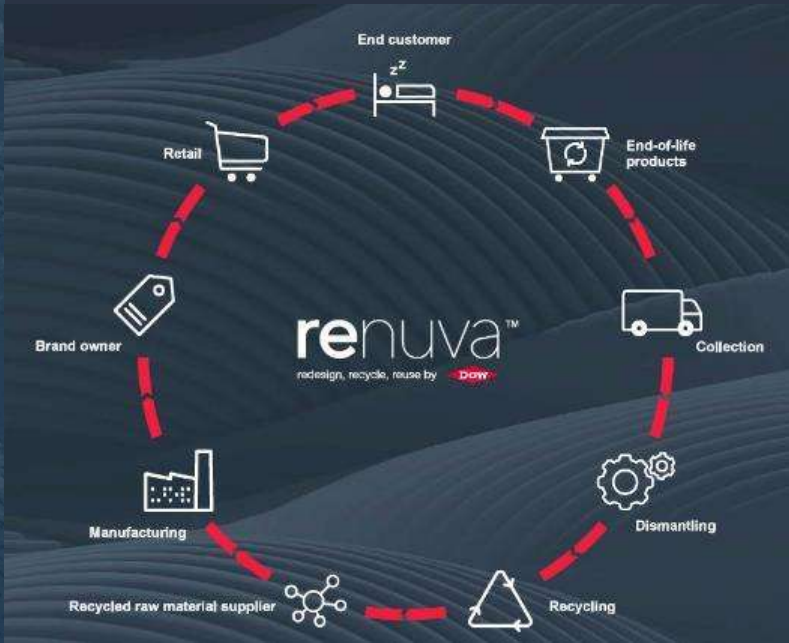 End customer
zz
Retail
End-of-life
products
Brand owner
Collection
renuva™
redesign, recycle, reuse by Dow
Manufacturing
Dismantling
Recycled raw material supplier
Recycling